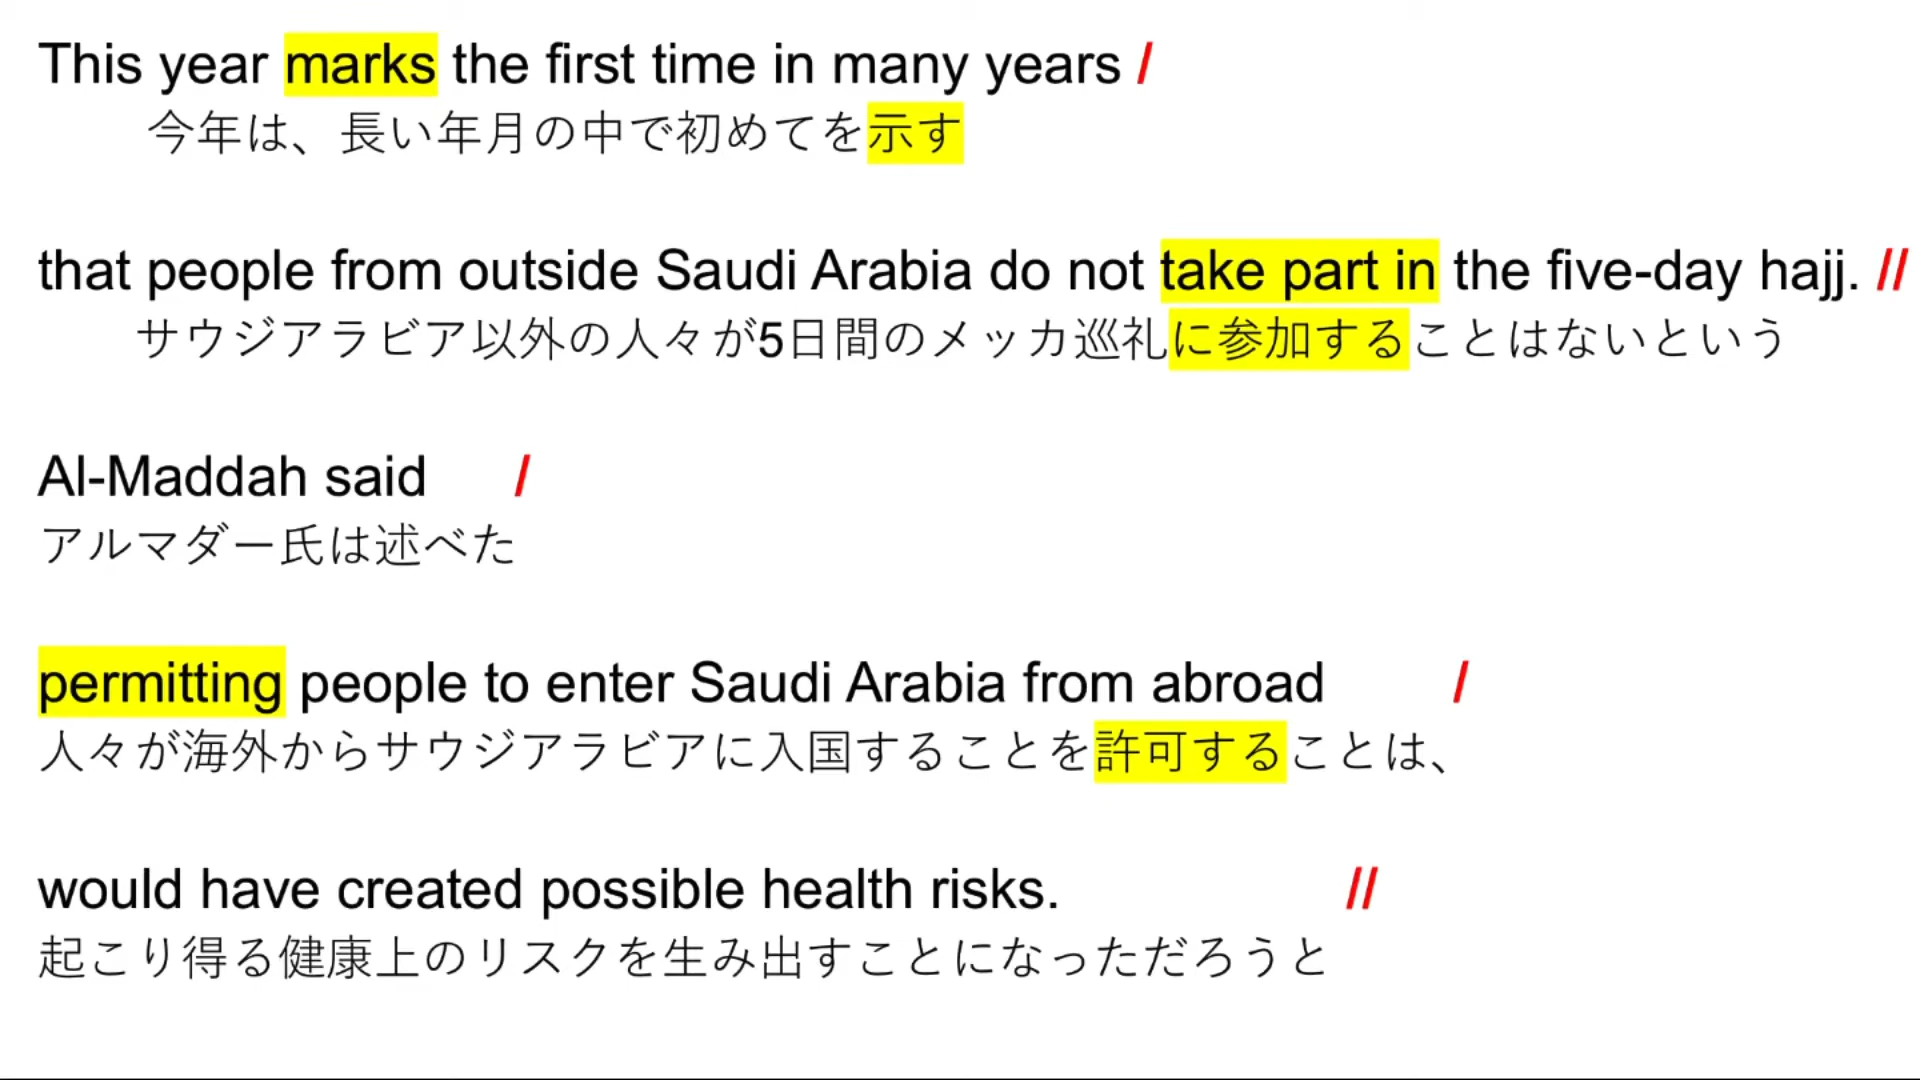 This year marks the first time in many years /
今年は、長い年月の中で初めてを示す
that people from outside Saudi Arabia do not take part in the five-day hajj. //
サウジアラビア以外の人々が5日間のメッカ巡礼に参加することはないという
Al-Maddah said /
アルマダー氏は述べた
permitting people to enter Saudi Arabia from abroad /
人々が海外からサウジアラビアに入国することを許可することは、
would have created possible health risks. //
起こり得る健康上のリスクを生み出すことになっただろうと